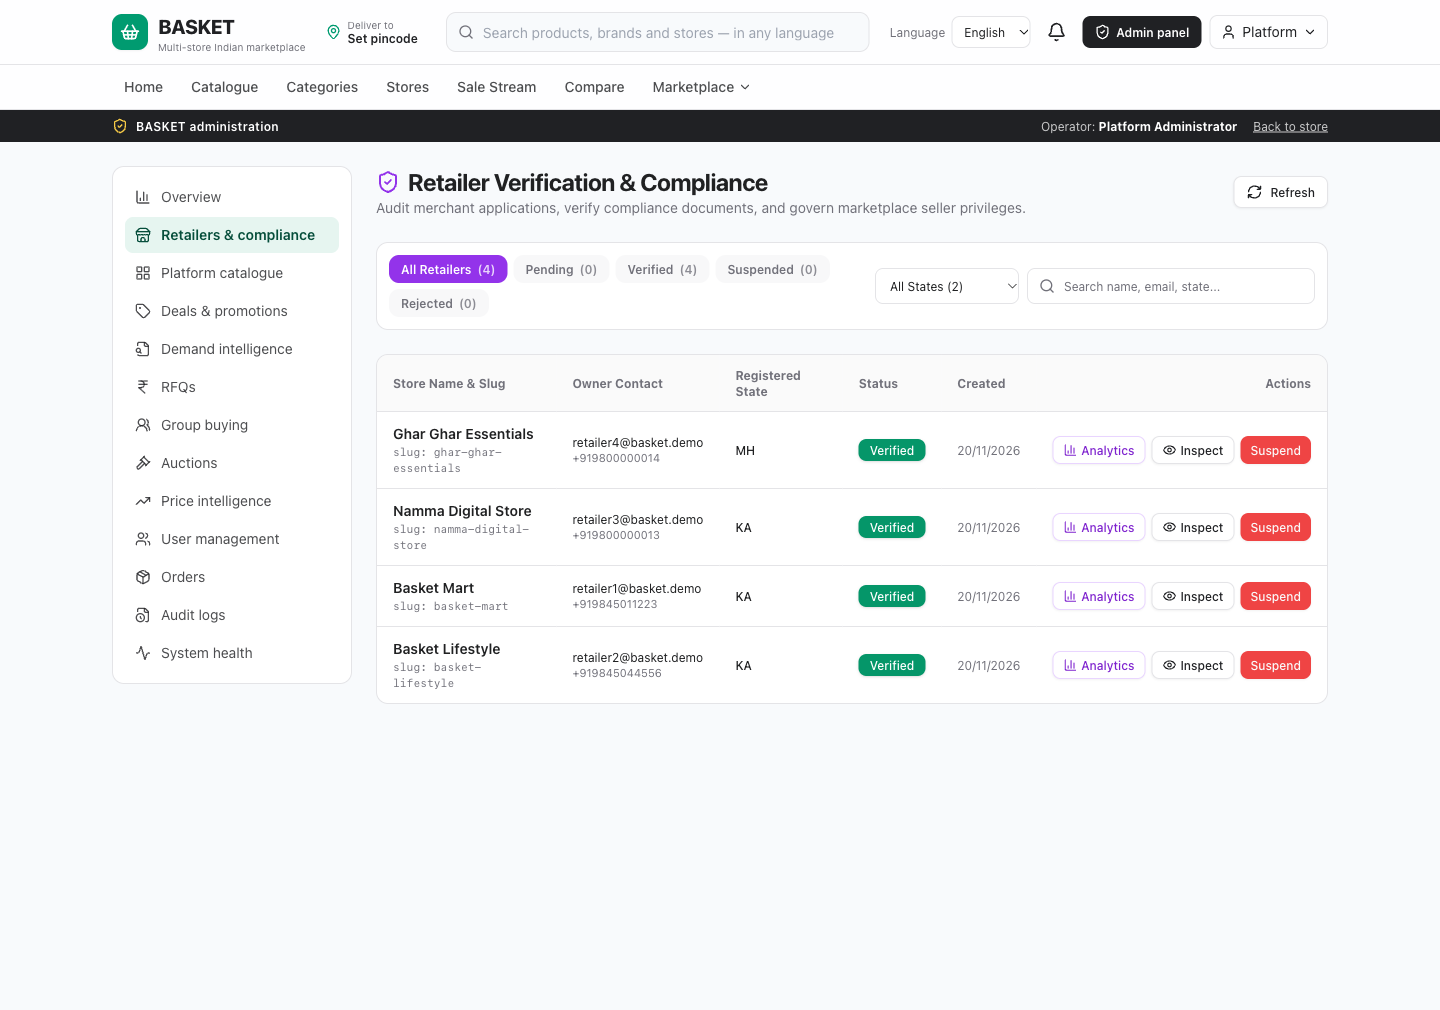 BASKET
Multi-store Indian marketplace
Deliver to
Set pincode
Search products, brands and stores — in any language
Language
English
Admin panel
Platform
Home
Catalogue
Categories
Stores
Sale Stream
Compare
Marketplace
BASKET administration
Operator: Platform Administrator
Back to store
Overview
Retailers & compliance
Platform catalogue
Deals & promotions
Demand intelligence
RFQs
Group buying
Auctions
Price intelligence
User management
Orders
Audit logs
System health
Retailer Verification & Compliance
Audit merchant applications, verify compliance documents, and govern marketplace seller privileges.
Refresh
All Retailers (4)
Pending (0)
Verified (4)
Suspended (0)
Rejected (0)
All States (2)
Search name, email, state...
Store Name & Slug
Owner Contact
Registered
State
Status
Created
Actions
Ghar Ghar Essentials
slug: ghar-ghar-
essentials
retailer4@basket.demo
+919800000014
MH
Verified
20/11/2026
Analytics
Inspect
Suspend
Namma Digital Store
slug: namma-digital-
store
retailer3@basket.demo
+919800000013
KA
Verified
20/11/2026
Analytics
Inspect
Suspend
Basket Mart
slug: basket-mart
retailer1@basket.demo
+919845011223
KA
Verified
20/11/2026
Analytics
Inspect
Suspend
Basket Lifestyle
slug: basket-
lifestyle
retailer2@basket.demo
+919845044556
KA
Verified
20/11/2026
Analytics
Inspect
Suspend